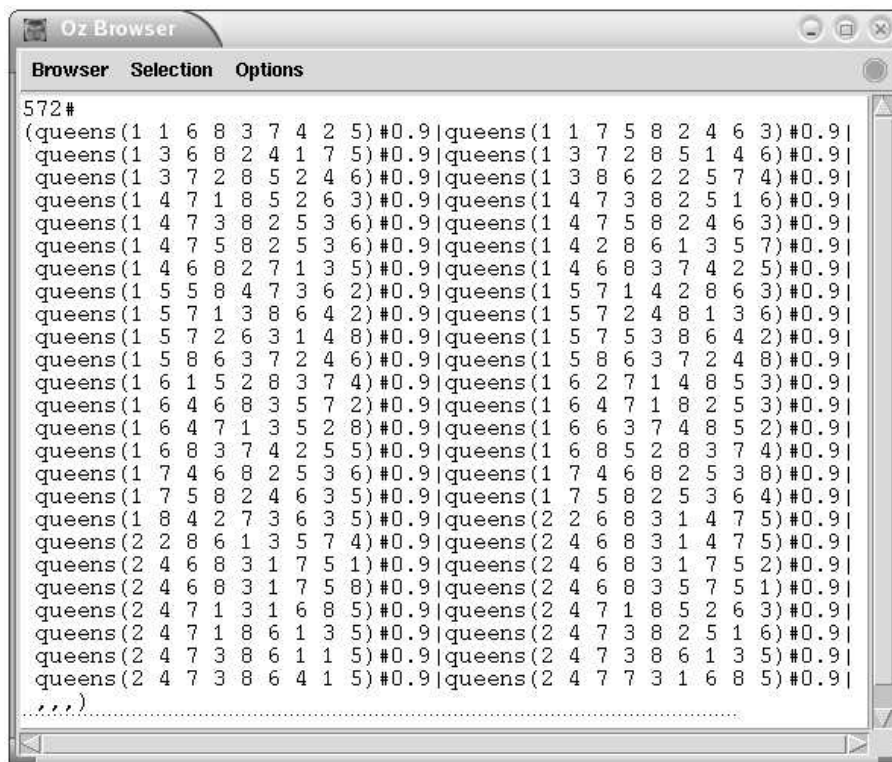 Oz Browser
Browser Selection Options
572#
(queens(1 1 6 8 3 7 4 2 5)#0.9|queens(1 1 7 5 8 2 4 6 3)#0.9|
queens(1 3 6 8 2 4 1 7 5)#0.9|queens(1 3 7 2 8 5 1 4 6)#0.9|
queens(1 3 7 2 8 5 2 4 6)#0.9|queens(1 3 8 6 2 2 5 7 4)#0.9|
queens(1 4 7 1 8 5 2 6 3)#0.9|queens(1 4 7 3 8 2 5 1 6)#0.9|
queens(1 4 7 3 8 2 5 3 6)#0.9|queens(1 4 7 5 8 2 4 6 3)#0.9|
queens(1 4 7 5 8 2 5 3 6)#0.9|queens(1 4 2 8 6 1 3 5 7)#0.9|
queens(1 4 6 8 2 7 1 3 5)#0.9|queens(1 4 6 8 3 7 4 2 5)#0.9|
queens(1 5 5 8 4 7 3 6 2)#0.9|queens(1 5 7 1 4 2 8 6 3)#0.9|
queens(1 5 7 1 3 8 6 4 2)#0.9|queens(1 5 7 2 4 8 1 3 6)#0.9|
queens(1 5 7 2 6 3 1 4 8)#0.9|queens(1 5 7 5 3 8 6 4 2)#0.9|
queens(1 5 8 6 3 7 2 4 6)#0.9|queens(1 5 8 6 3 7 2 4 8)#0.9|
queens(1 6 1 5 2 8 3 7 4)#0.9|queens(1 6 2 7 1 4 8 5 3)#0.9|
queens(1 6 4 6 8 3 5 7 2)#0.9|queens(1 6 4 7 1 8 2 5 3)#0.9|
queens(1 6 4 7 1 3 5 2 8)#0.9|queens(1 6 6 3 7 4 8 5 2)#0.9|
queens(1 6 8 3 7 4 2 5 5)#0.9|queens(1 6 8 5 2 8 3 7 4)#0.9|
queens(1 7 4 6 8 2 5 3 6)#0.9|queens(1 7 4 6 8 2 5 3 8)#0.9|
queens(1 7 5 8 2 4 6 3 5)#0.9|queens(1 7 5 8 2 5 3 6 4)#0.9|
queens(1 8 4 2 7 3 6 3 5)#0.9|queens(2 2 6 8 3 1 4 7 5)#0.9|
queens(2 2 8 6 1 3 5 7 4)#0.9|queens(2 4 6 8 3 1 4 7 5)#0.9|
queens(2 4 6 8 3 1 7 5 1)#0.9|queens(2 4 6 8 3 1 7 5 2)#0.9|
queens(2 4 6 8 3 1 7 5 8)#0.9|queens(2 4 6 8 3 5 7 5 1)#0.9|
queens(2 4 7 1 3 1 6 8 5)#0.9|queens(2 4 7 1 8 5 2 6 3)#0.9|
queens(2 4 7 1 8 6 1 3 5)#0.9|queens(2 4 7 3 8 2 5 1 6)#0.9|
queens(2 4 7 3 8 6 1 1 5)#0.9|queens(2 4 7 3 8 6 1 3 5)#0.9|
queens(2 4 7 3 8 6 4 1 5)#0.9|queens(2 4 7 7 3 1 6 8 5)#0.9|
,,,)